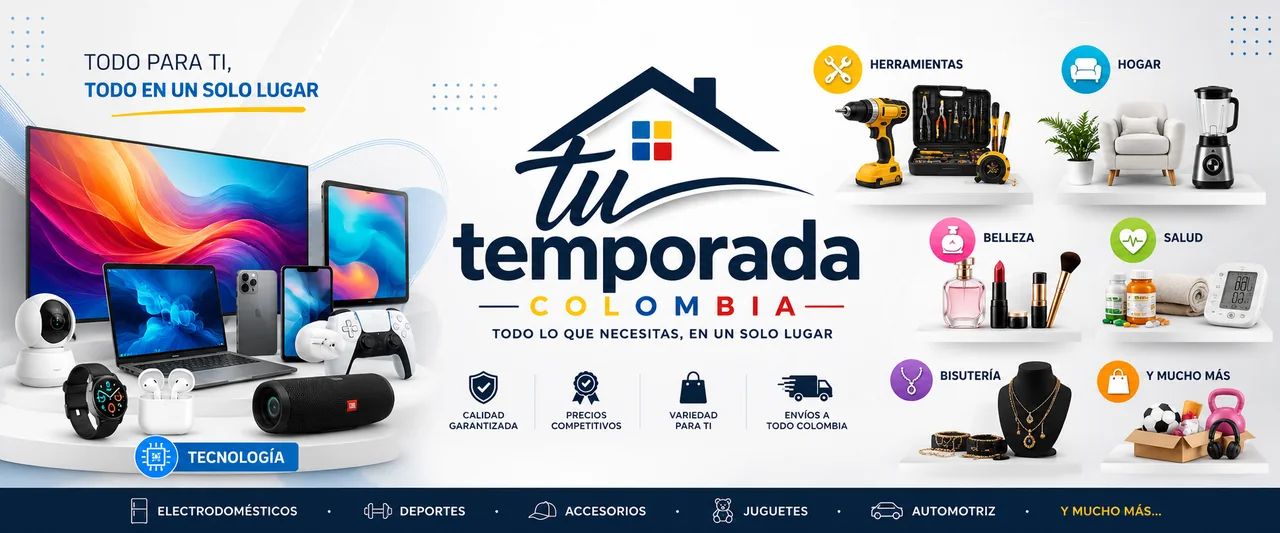 TODO PARA TI,
TODO EN UN SOLO LUGAR
TECNOLOGÍA
JBL
tu
temporada
COLOMBIA
TODO LO QUE NECESITAS, EN UN SOLO LUGAR
CALIDAD
GARANTIZADA
PRECIOS
COMPETITIVOS
VARIEDAD
PARA TI
ENVÍOS A
TODO COLOMBIA
HERRAMIENTAS
HOGAR
BELLEZA
SALUD
BISUTERÍA
Y MUCHO MÁS
ELECTRODOMÉSTICOS
• DEPORTES
• ACCESORIOS
• JUGUETES
• AUTOMOTRIZ
• Y MUCHO MÁS...